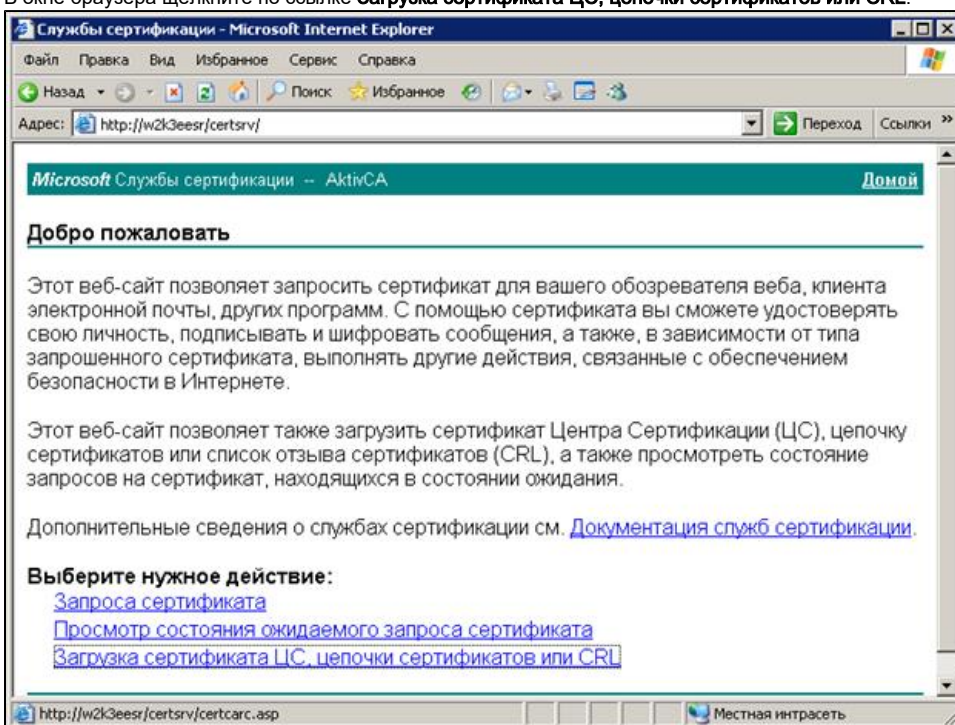 В окне браузера щелкните по ссылке Загрузка сертификата ЦС, цепочки сертификатов или CRL.
Службы сертификации - Microsoft Internet Explorer
Файл Правка Вид Избранное Сервис Справка
Назад Поиск Избранное
Адрес: http://w2k3eesr/certsrv/ Переход Ссылки »
Microsoft Службы сертификации -- AktivCA Домой
Добро пожаловать
Этот веб-сайт позволяет запросить сертификат для вашего обозревателя веба, клиента
электронной почты, других программ. С помощью сертификата вы сможете удостоверять
свою личность, подписывать и шифровать сообщения, а также, в зависимости от типа
запрошенного сертификата, выполнять другие действия, связанные с обеспечением
безопасности в Интернете.
Этот веб-сайт позволяет также загрузить сертификат Центра Сертификации (ЦС), цепочку
сертификатов или список отзыва сертификатов (CRL), а также просмотреть состояние
запросов на сертификат, находящихся в состоянии ожидания.
Дополнительные сведения о службах сертификации см. Документация служб сертификации.
Выберите нужное действие:
Запроса сертификата
Просмотр состояния ожидаемого запроса сертификата
Загрузка сертификата ЦС, цепочки сертификатов или CRL
http://w2k3eesr/certsrv/certcarc.asp Местная интрасеть